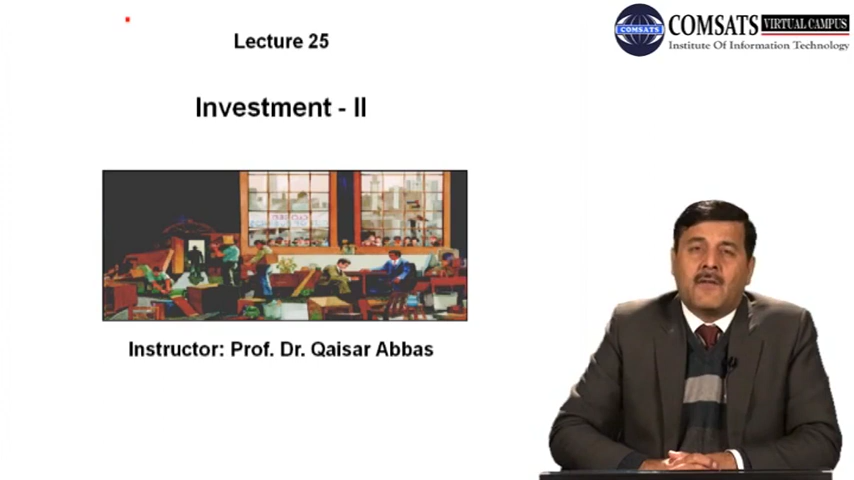 Lecture 25
COMSATS VIRTUAL CAMPUS
Institute Of Information Technology
COMSATS
Investment - II
Instructor: Prof. Dr. Qaisar Abbas